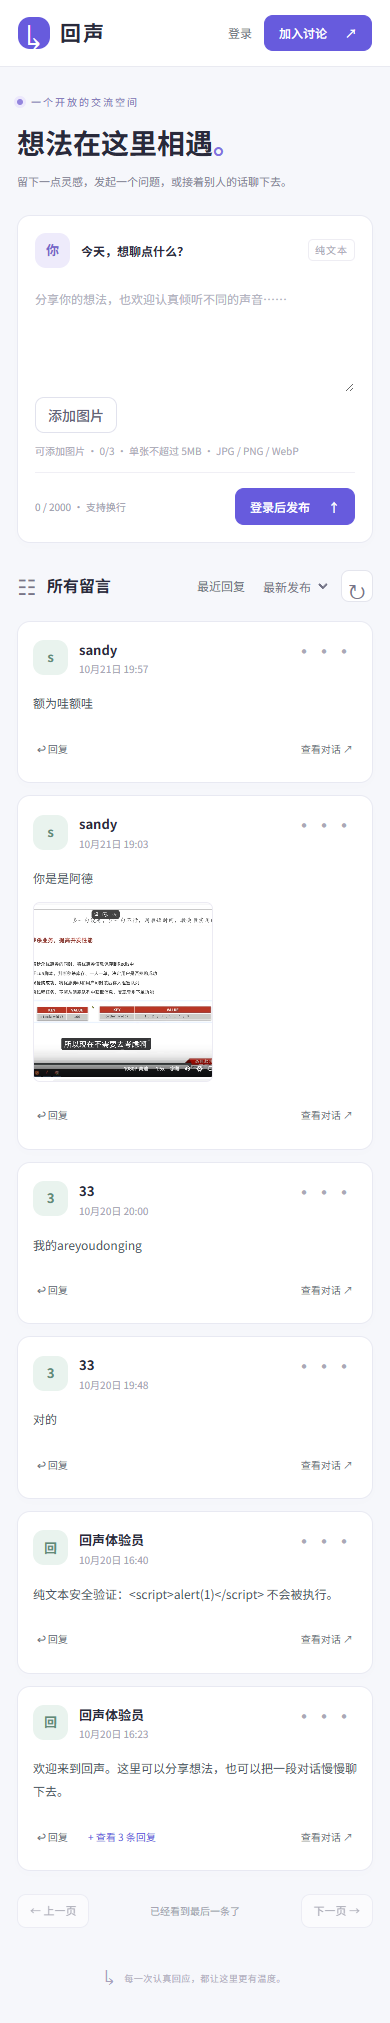 回声
登录
加入讨论 ↗
一个开放的交流空间
想法在这里相遇。
留下一点灵感，发起一个问题，或接着别人的话聊下去。
你
今天，想聊点什么？
纯文本
分享你的想法，也欢迎认真倾听不同的声音……
添加图片
可添加图片 · 0/3 · 单张不超过 5MB · JPG / PNG / WebP
0 / 2000 · 支持换行
登录后发布 ↑
所有留言
最近回复
最新发布
s
sandy
10月21日 19:57
额为哇额哇
↩ 回复
查看对话 ↗
s
sandy
10月21日 19:03
你是是阿德
KEY VALUE KEY VALUE
所以现在不需要去考虑啊
↩ 回复
查看对话 ↗
3
33
10月20日 20:00
我的areyoudonging
↩ 回复
查看对话 ↗
3
33
10月20日 19:48
对的
↩ 回复
查看对话 ↗
回
回声体验员
10月20日 16:40
纯文本安全验证：<script>alert(1)</script> 不会被执行。
↩ 回复
查看对话 ↗
回
回声体验员
10月20日 16:23
欢迎来到回声。这里可以分享想法，也可以把一段对话慢慢聊
下去。
↩ 回复
+ 查看 3 条回复
查看对话 ↗
← 上一页
已经看到最后一条了
下一页 →
每一次认真回应，都让这里更有温度。